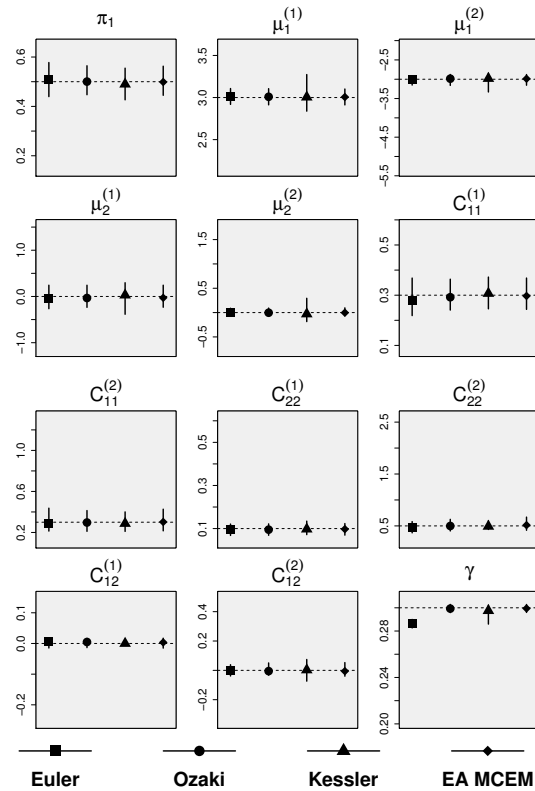 π₁ μ₁⁽¹⁾ μ₁⁽²⁾
0.2 0.4 0.6
2.5 3.0 3.5
−5.5 −4.5 −3.5 −2.5
μ₂⁽¹⁾ μ₂⁽²⁾ C₁₁⁽¹⁾
−1.0 0.0 1.0
−0.5 0.5 1.5
0.1 0.3 0.5
C₁₁⁽²⁾ C₂₂⁽¹⁾ C₂₂⁽²⁾
0.2 0.6 1.0
0.1 0.3 0.5
0.5 1.5 2.5
C₁₂⁽¹⁾ C₁₂⁽²⁾ γ
−0.2 0.0 0.1
−0.2 0.0 0.2 0.4
0.20 0.24 0.28
Euler Ozaki Kessler EA MCEM